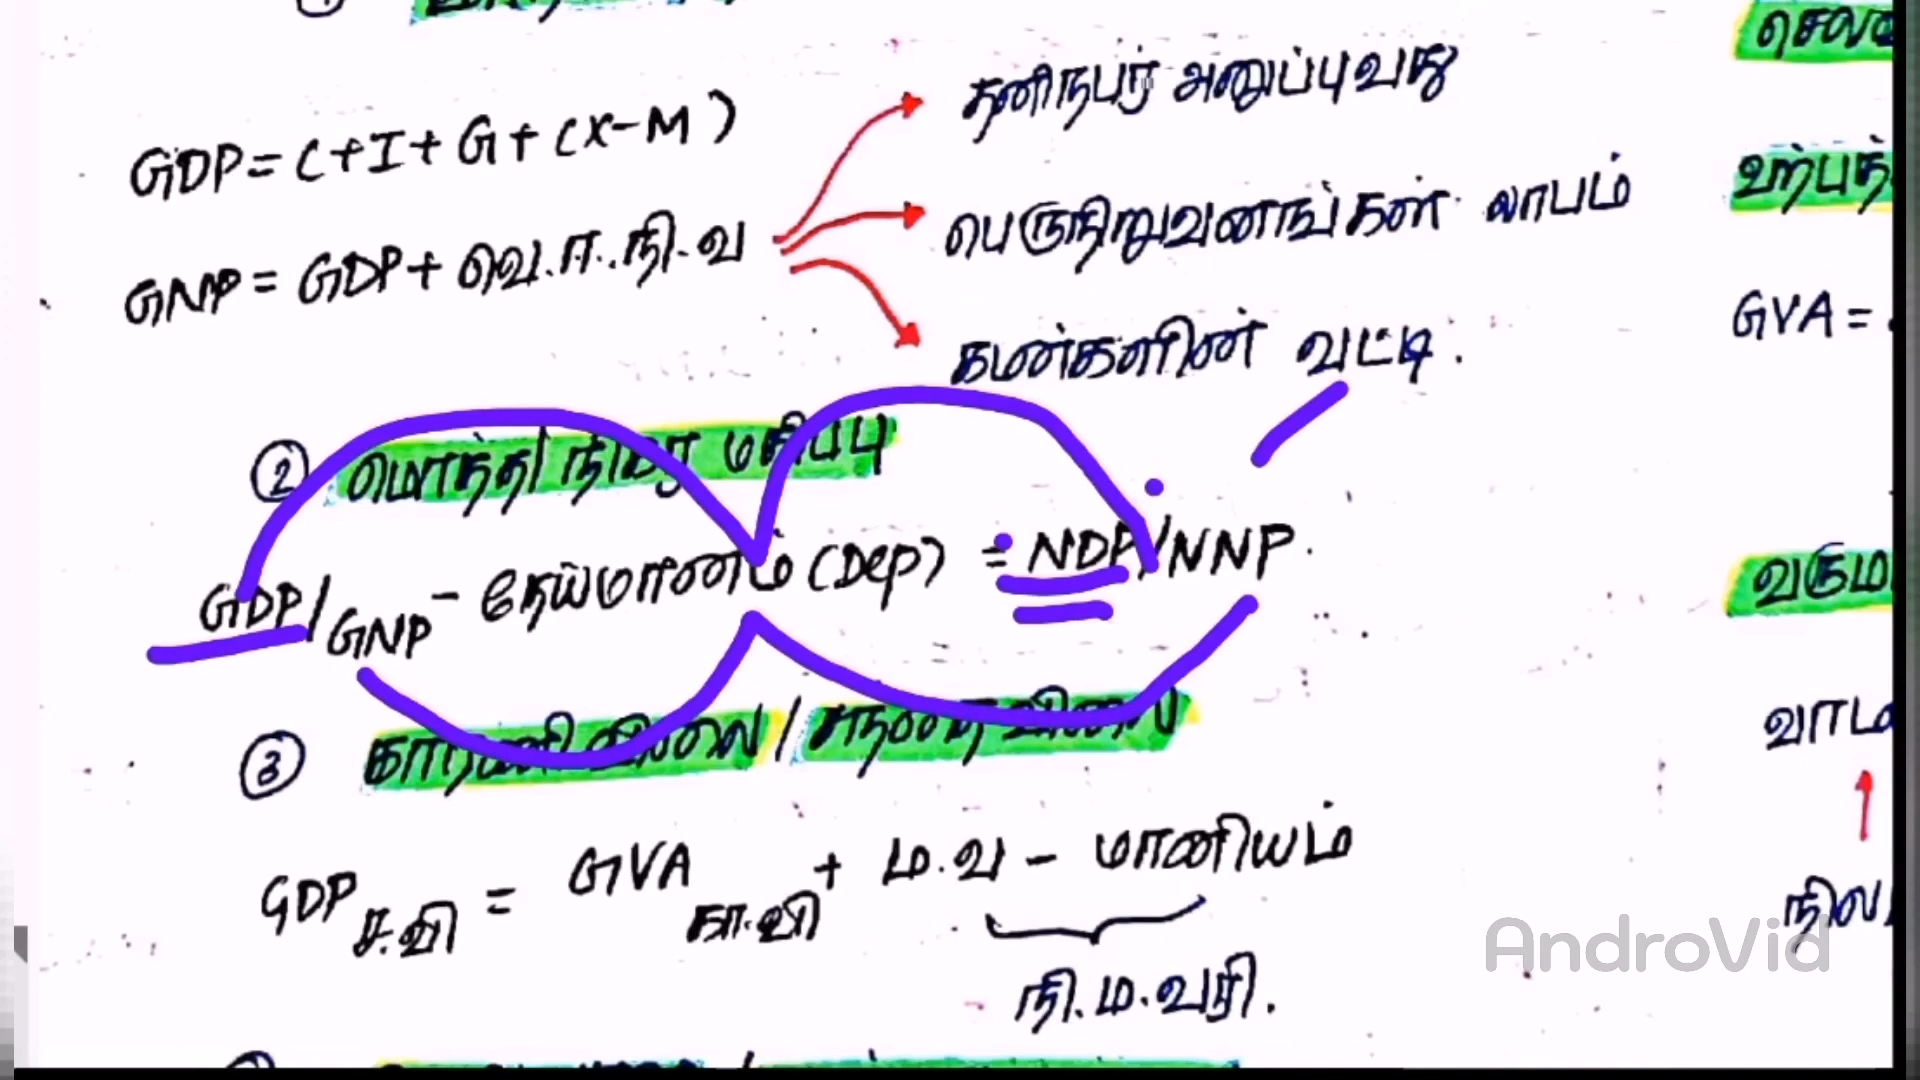 GDP = C + I + G + (X - M)
GNP = GDP + வெ.ஈ.நி.வ
தனிநபர் அனுப்புவது
பெருநிறுவனங்கள் லாபம்
கடன்களின் வட்டி.
② மொத்த/நிகர மதிப்பு
GDP/GNP - தேய்மானம் (Dep) = NDP/NNP.
③ காரணி விலை / சந்தை விலை
GDP ச.வி = GVA கா.வி + ம.வ - மானியம்
நி.ம.வரி.
GVA =
AndroVid